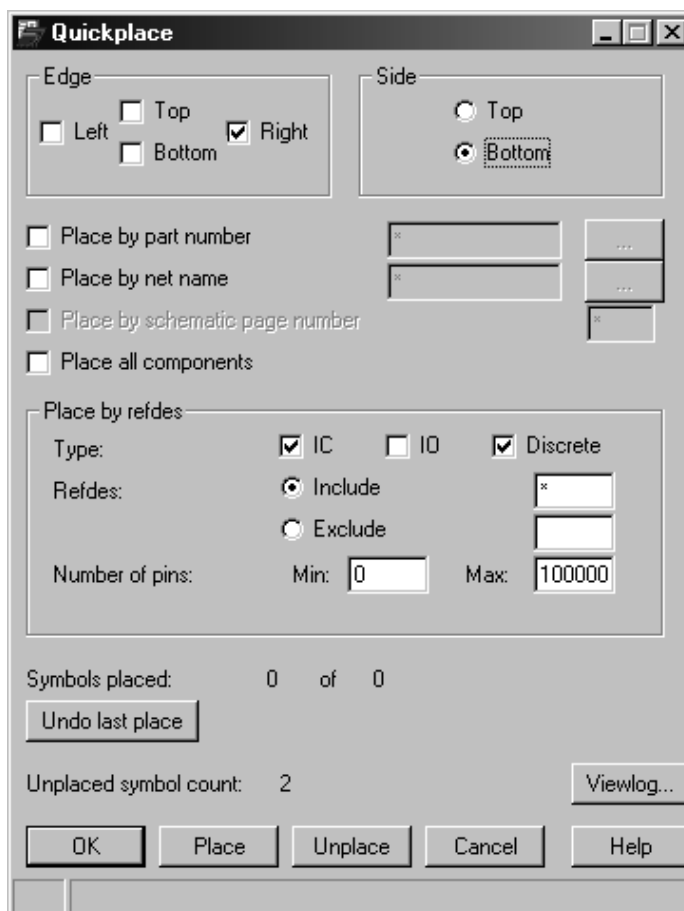 Quickplace
Edge
Side
Top
Left
Right
Bottom
Top
Bottom
Place by part number * ...
Place by net name * ...
Place by schematic page number *
Place all components
Place by refdes
Type: IC IO Discrete
Refdes: Include *
Exclude
Number of pins: Min: 0 Max: 100000
Symbols placed: 0 of 0
Undo last place
Unplaced symbol count: 2 Viewlog...
OK Place Unplace Cancel Help